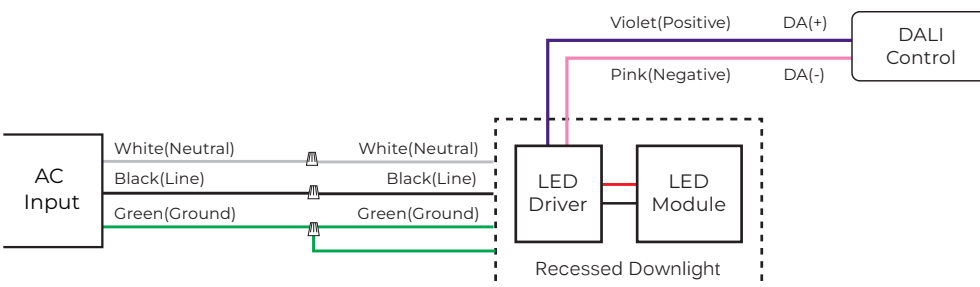 Violet(Positive) DA(+)
DALI
Control
Pink(Negative) DA(-)
AC
Input
White(Neutral) White(Neutral)
Black(Line) Black(Line)
Green(Ground) Green(Ground)
LED
Driver
LED
Module
Recessed Downlight